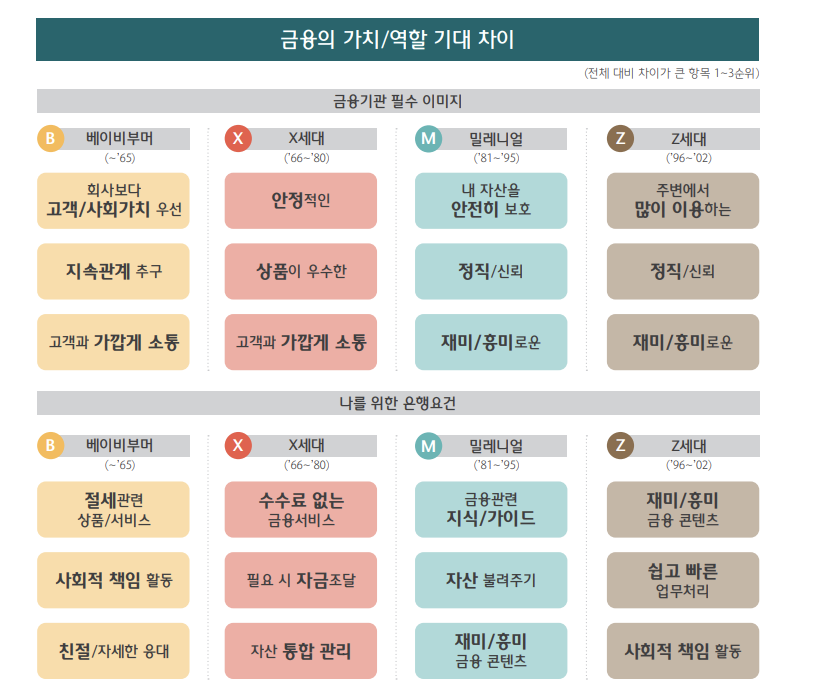 금융의 가치/역할 기대 차이
(전체 대비 차이가 큰 항목 1~3순위)
금융기관 필수 이미지
B 베이비부머
(~'65)
X X세대
('66~'80)
M 밀레니얼
('81~'95)
Z Z세대
('96~'02)
회사보다
고객/사회가치 우선
안정적인
내 자산을
안전히 보호
주변에서
많이 이용하는
지속관계 추구
상품이 우수한
정직/신뢰
정직/신뢰
고객과 가깝게 소통
고객과 가깝게 소통
재미/흥미로운
재미/흥미로운
나를 위한 은행요건
B 베이비부머
(~'65)
X X세대
('66~'80)
M 밀레니얼
('81~'95)
Z Z세대
('96~'02)
절세관련
상품/서비스
수수료 없는
금융서비스
금융관련
지식/가이드
재미/흥미
금융 콘텐츠
사회적 책임 활동
필요 시 자금조달
자산 불려주기
쉽고 빠른
업무처리
친절/자세한 응대
자산 통합 관리
재미/흥미
금융 콘텐츠
사회적 책임 활동